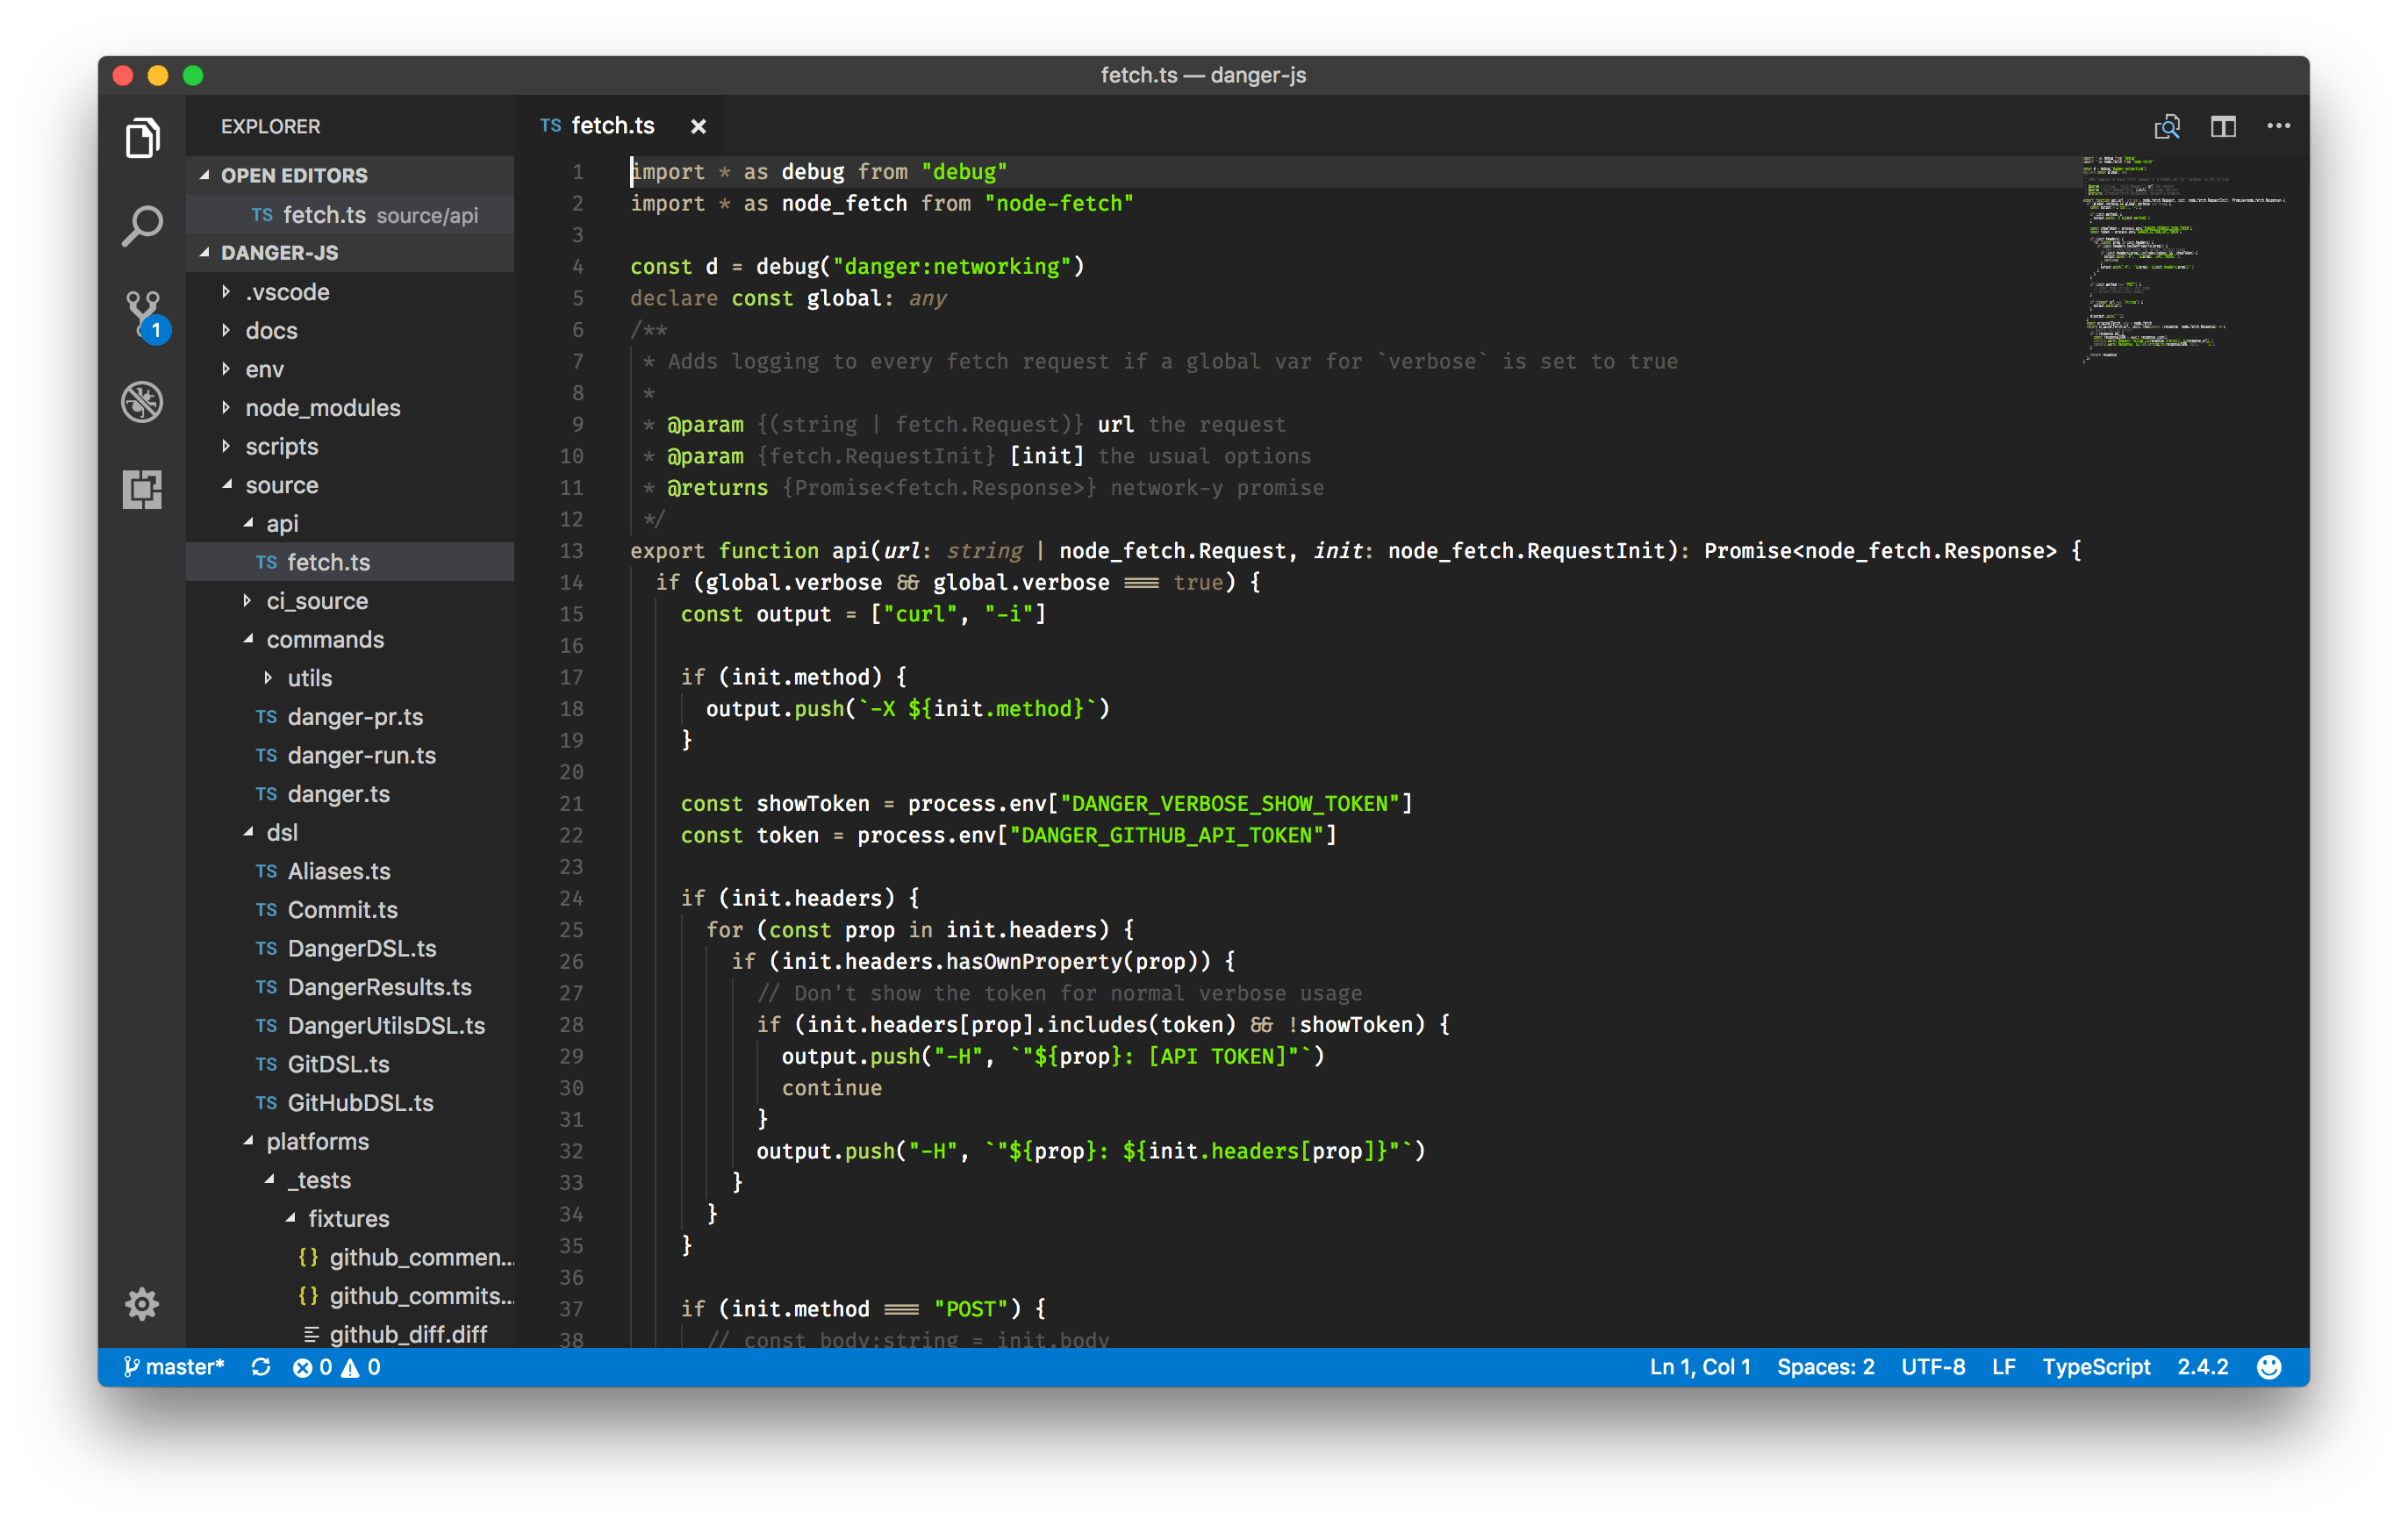 fetch.ts — danger-js
EXPLORER
OPEN EDITORS
TS fetch.ts source/api
DANGER-JS
.vscode
docs
env
node_modules
scripts
source
api
TS fetch.ts
ci_source
commands
utils
TS danger-pr.ts
TS danger-run.ts
TS danger.ts
dsl
TS Aliases.ts
TS Commit.ts
TS DangerDSL.ts
TS DangerResults.ts
TS DangerUtilsDSL.ts
TS GitDSL.ts
TS GitHubDSL.ts
platforms
_tests
fixtures
{} github_commen...
{} github_commits...
github_diff.diff
1
TS fetch.ts ×
1 import * as debug from "debug"
2 import * as node_fetch from "node-fetch"
3
4 const d = debug("danger:networking")
5 declare const global: any
6 /**
7 * Adds logging to every fetch request if a global var for `verbose` is set to true
8 *
9 * @param {(string | fetch.Request)} url the request
10 * @param {fetch.RequestInit} [init] the usual options
11 * @returns {Promise<fetch.Response>} network-y promise
12 */
13 export function api(url: string | node_fetch.Request, init: node_fetch.RequestInit): Promise<node_fetch.Response> {
14 if (global.verbose && global.verbose === true) {
15 const output = ["curl", "-i"]
16
17 if (init.method) {
18 output.push(`-X ${init.method}`)
19 }
20
21 const showToken = process.env["DANGER_VERBOSE_SHOW_TOKEN"]
22 const token = process.env["DANGER_GITHUB_API_TOKEN"]
23
24 if (init.headers) {
25 for (const prop in init.headers) {
26 if (init.headers.hasOwnProperty(prop)) {
27 // Don't show the token for normal verbose usage
28 if (init.headers[prop].includes(token) && !showToken) {
29 output.push("-H", `"${prop}: [API TOKEN]"`)
30 continue
31 }
32 output.push("-H", `"${prop}: ${init.headers[prop]}"`)
33 }
34 }
35 }
36
37 if (init.method === "POST") {
38 // const body:string = init.body
master* 0 0
Ln 1, Col 1 Spaces: 2 UTF-8 LF TypeScript 2.4.2